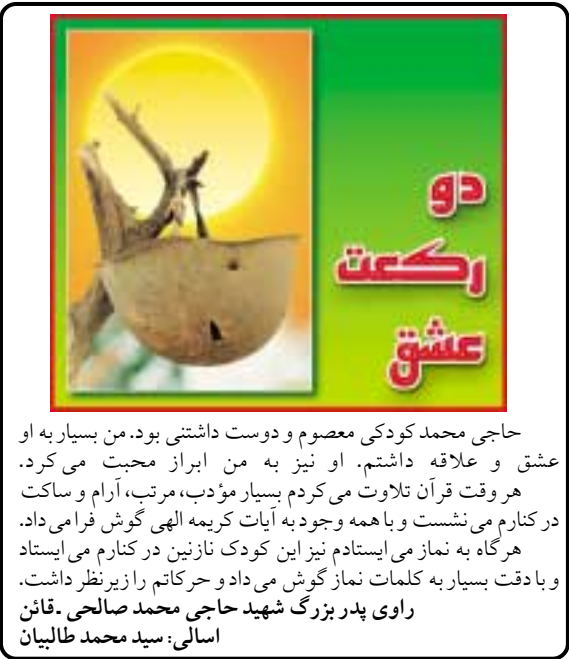 دو
رکعت
عشق
حاجی محمد کودکی معصوم و دوست داشتنی بود. من بسیار به او
عشق و علاقه داشتم. او نیز به من ابراز محبت می‌کرد.
هر وقت قرآن تلاوت می‌کردم بسیار مؤدب، مرتب، آرام و ساکت
در کنارم می‌نشست و با همه وجود به آیات کریمه الهی گوش فرا می‌داد.
هرگاه به نماز می‌ایستادم نیز این کودک نازنین در کنارم می‌ایستاد
و با دقت بسیار به کلمات نماز گوش می‌داد و حرکاتم را زیرنظر داشت.
راوی پدر بزرگ شهید حاجی محمد صالحی ـ قائن
اسالی: سید محمد طالبیان